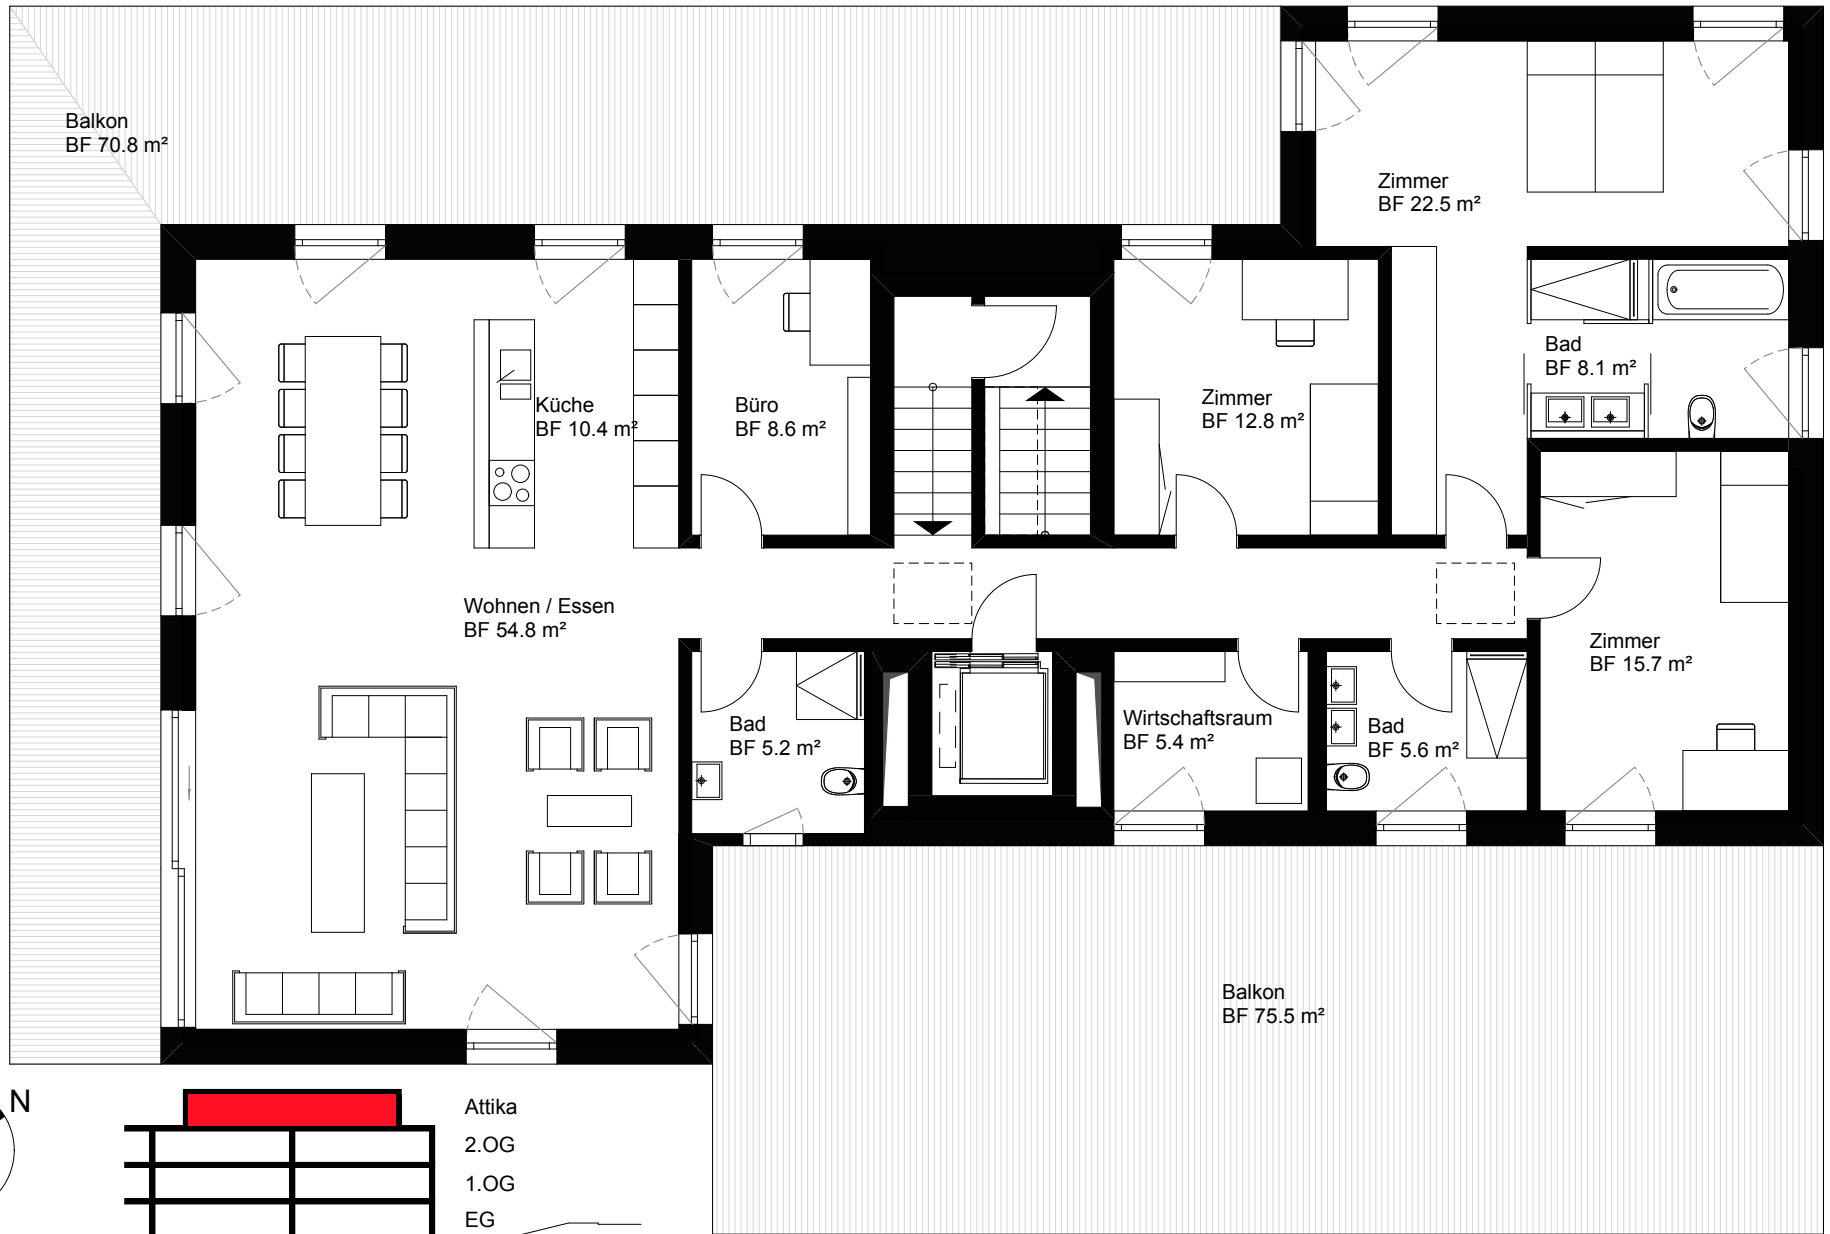 Balkon
BF 70.8 m²
Zimmer
BF 22.5 m²
Bad
BF 8.1 m²
Küche
BF 10.4 m²
Büro
BF 8.6 m²
Zimmer
BF 12.8 m²
Wohnen / Essen
BF 54.8 m²
Zimmer
BF 15.7 m²
Bad
BF 5.2 m²
Wirtschaftsraum
BF 5.4 m²
Bad
BF 5.6 m²
Balkon
BF 75.5 m²
N
Attika
2.OG
1.OG
EG